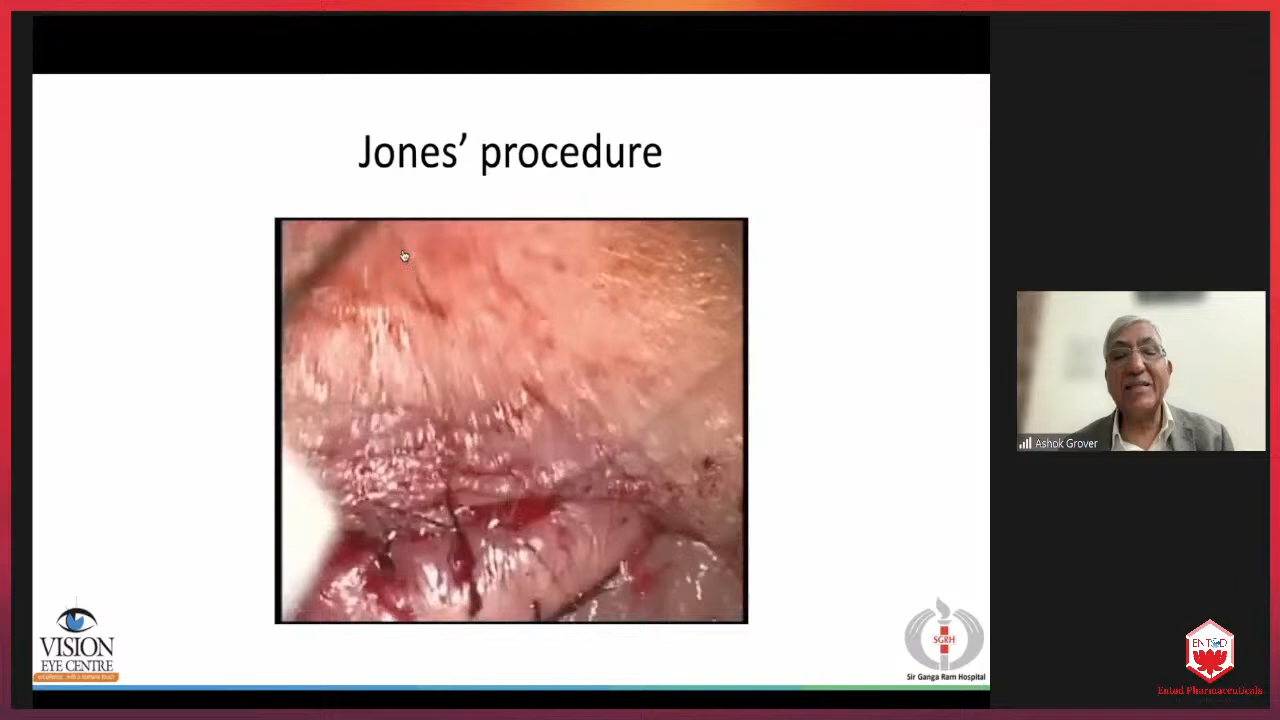 Jones’ procedure
Ashok Grover
VISION
EYE CENTRE
SGRH
Sir Ganga Ram Hospital
ENTOD
Entod Pharmaceuticals